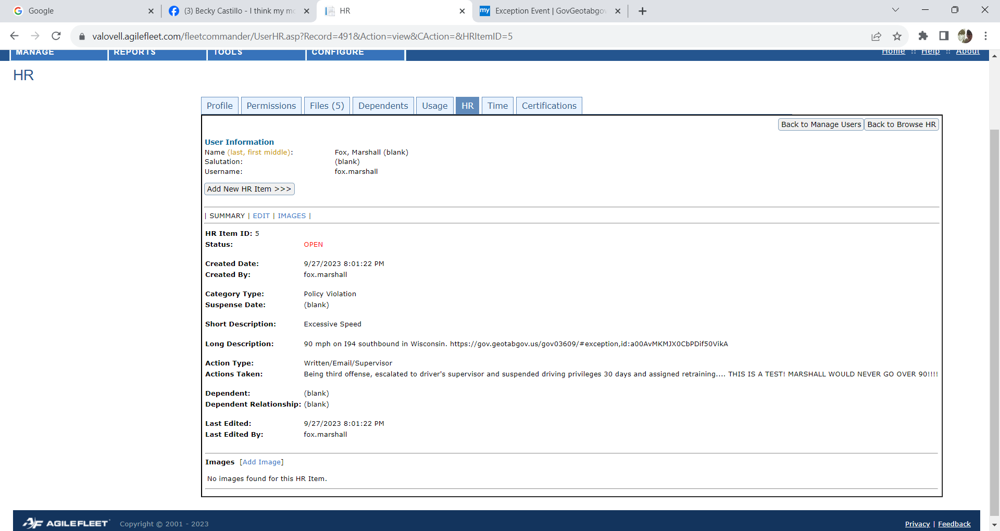 Google
(3) Becky Castillo - I think my mo
HR
Exception Event | GovGeotabgov
valovell.agilefleet.com/fleetcommander/UserHR.asp?Record=491&Action=view&CAction=&HRItemID=5
MANAGE REPORTS TOOLS CONFIGURE Home :: Help :: About
HR
Profile Permissions Files (5) Dependents Usage HR Time Certifications
Back to Manage Users Back to Browse HR
User Information
Name (last, first middle): Fox, Marshall (blank)
Salutation: (blank)
Username: fox.marshall
Add New HR Item >>>
| SUMMARY | EDIT | IMAGES |
HR Item ID: 5
Status: OPEN
Created Date: 9/27/2023 8:01:22 PM
Created By: fox.marshall
Category Type: Policy Violation
Suspense Date: (blank)
Short Description: Excessive Speed
Long Description: 90 mph on I94 southbound in Wisconsin. https://gov.geotabgov.us/gov03609/#exception,id:a00AvMKMJX0CbPDif50VikA
Action Type: Written/Email/Supervisor
Actions Taken: Being third offense, escalated to driver's supervisor and suspended driving privileges 30 days and assigned retraining.... THIS IS A TEST! MARSHALL WOULD NEVER GO OVER 90!!!!
Dependent: (blank)
Dependent Relationship: (blank)
Last Edited: 9/27/2023 8:01:22 PM
Last Edited By: fox.marshall
Images [Add Image]
No images found for this HR Item.
AF AGILE FLEET Copyright © 2001 - 2023 Privacy | Feedback